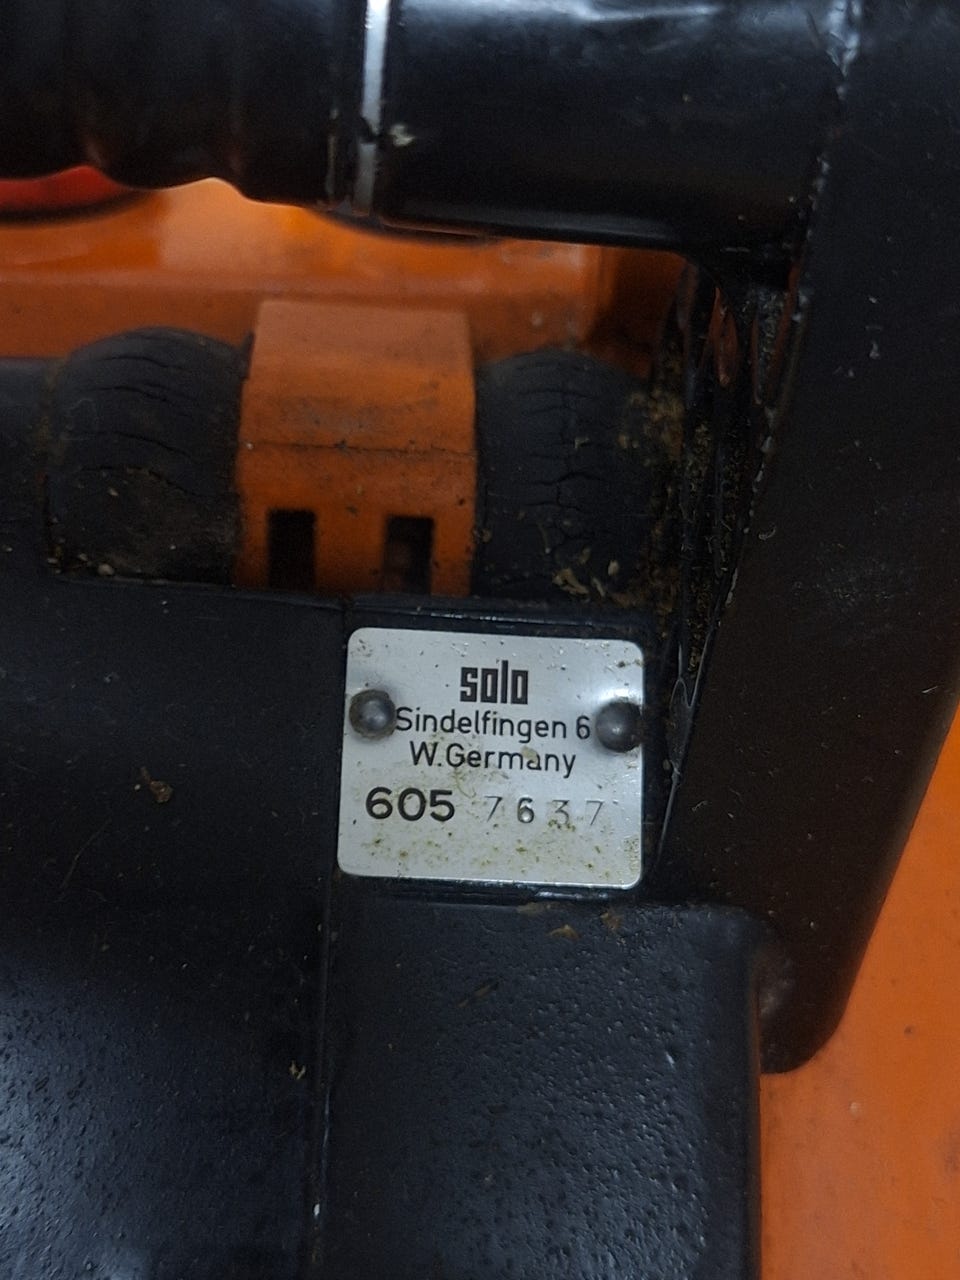 solo
Sindelfingen 6
W.Germany
605 7637